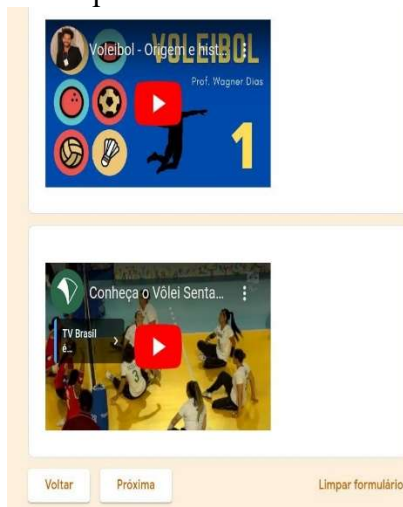 Voleibol - Origem e hist...
VOLEIBOL
Prof. Wagner Dias
1
Conheça o Vôlei Senta...
TV Brasil
é...
Voltar
Próxima
Limpar formulário